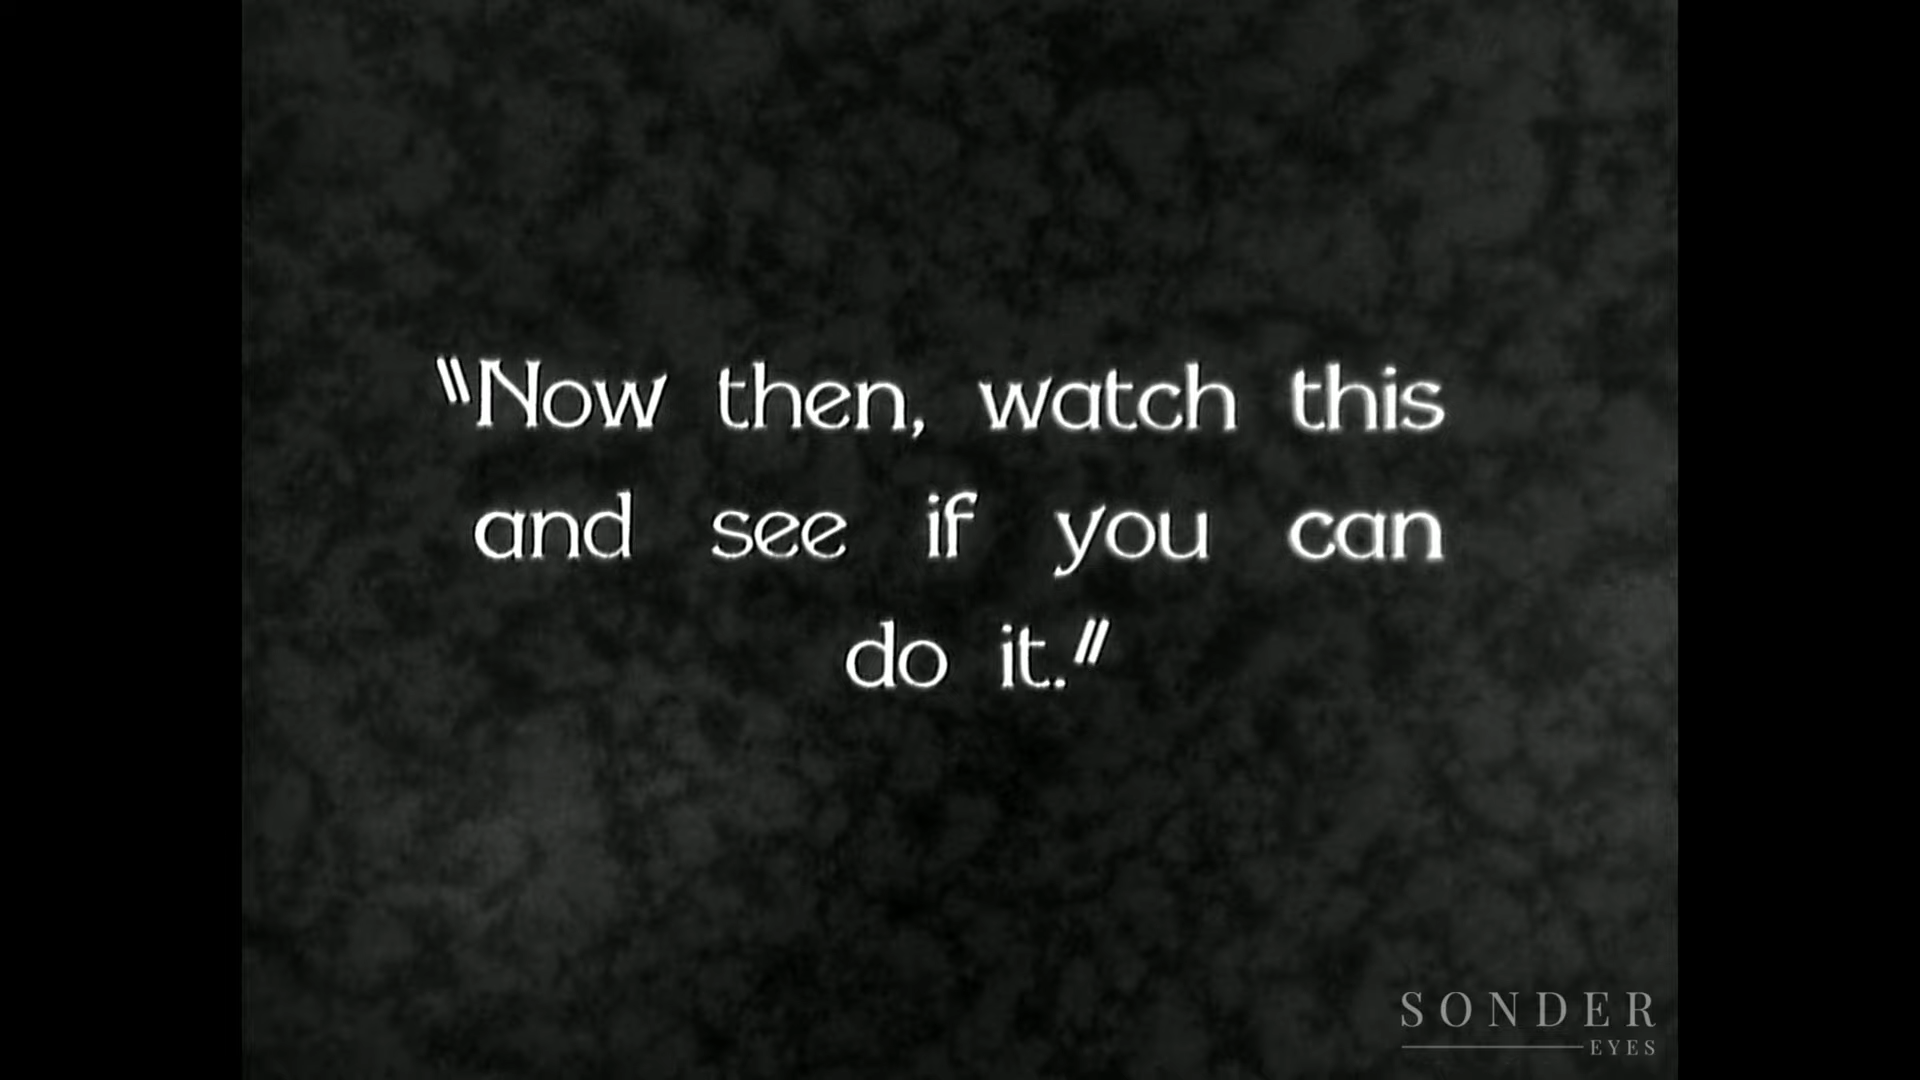 "Now then, watch this
and see if you can
do it."
SONDER
EYES